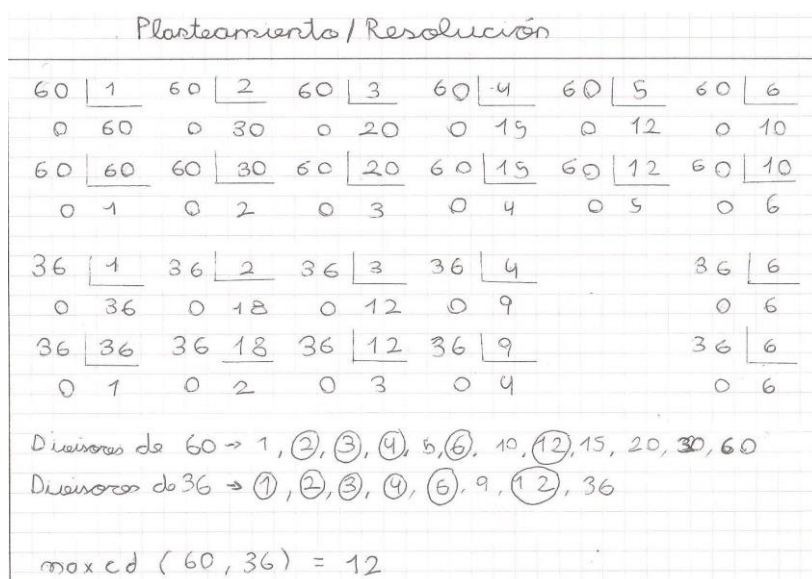 Planteamiento / Resolución
60 1 60 2 60 3 60 4 60 5 60 6
0 60 0 30 0 20 0 15 0 12 0 10
60 60 60 30 60 20 60 15 60 12 60 10
0 1 0 2 0 3 0 4 0 5 0 6
36 1 36 2 36 3 36 4 36 6
0 36 0 18 0 12 0 9 0 6
36 36 36 18 36 12 36 9 36 6
0 1 0 2 0 3 0 4 0 6
Divisores de 60 → 1, 2, 3, 4, 5, 6, 10, 12, 15, 20, 30, 60
Divisores de 36 → 1, 2, 3, 4, 6, 9, 12, 36
max cd (60, 36) = 12